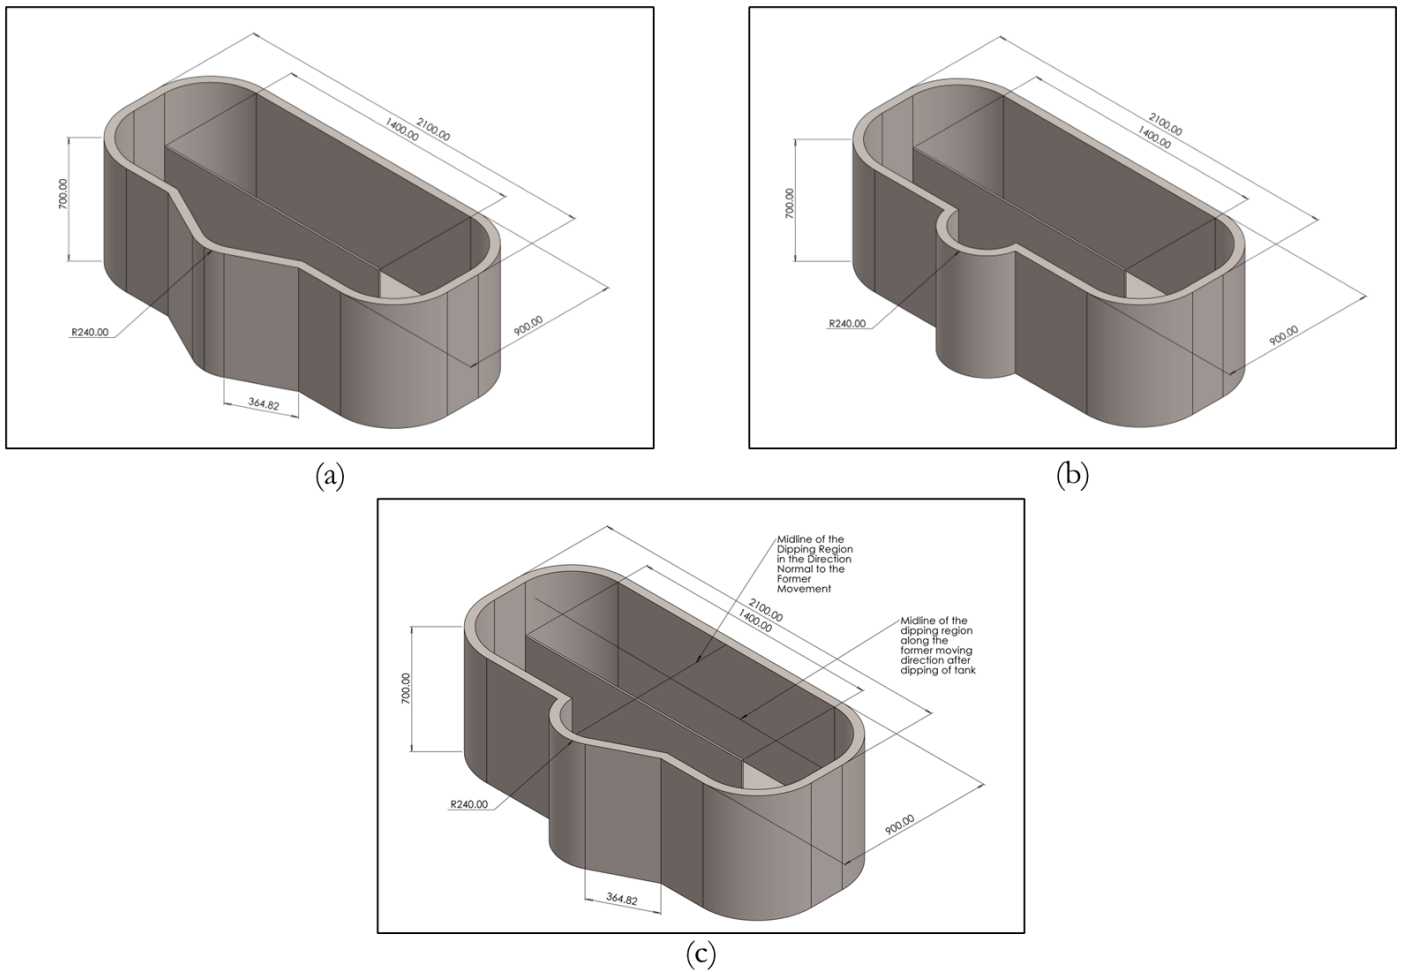 2100.00
1400.00
700.00
R240.00
900.00
364.82
(a)
2100.00
1400.00
700.00
R240.00
900.00
(b)
Midline of the
Dipping Region
in the Direction
Normal to the
Former
Movement
2100.00
1400.00
Midline of the
dipping region
along the
former moving
direction after
dipping of tank
700.00
R240.00
900.00
364.82
(c)